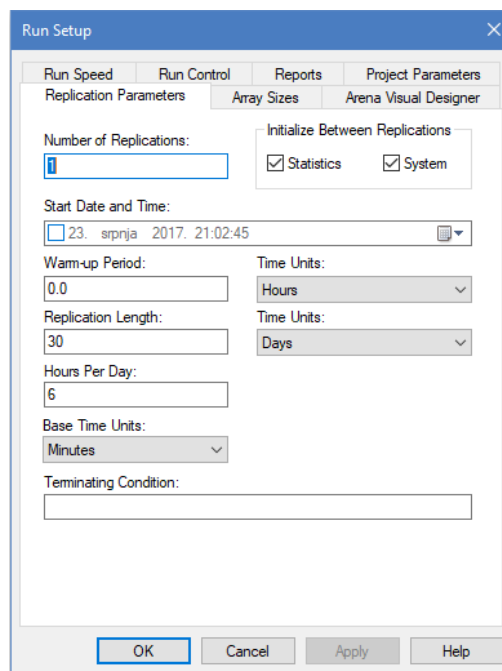 Run Setup
Run Speed Run Control Reports Project Parameters
Replication Parameters Array Sizes Arena Visual Designer
Number of Replications:
Initialize Between Replications
1
Statistics System
Start Date and Time:
23. srpnja 2017. 21:02:45
Warm-up Period: Time Units:
0.0 Hours
Replication Length: Time Units:
30 Days
Hours Per Day:
6
Base Time Units:
Minutes
Terminating Condition:
OK Cancel Apply Help